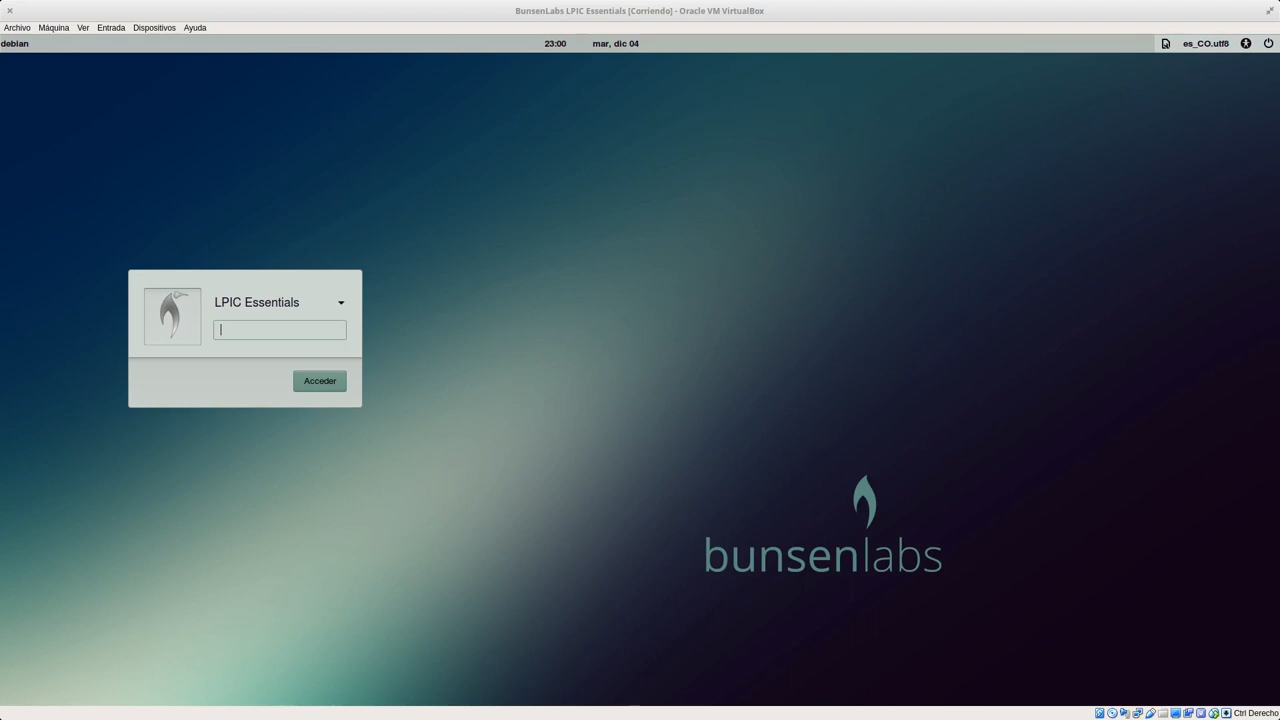 BunsenLabs LPIC Essentials [Corriendo] - Oracle VM VirtualBox
Archivo Máquina Ver Entrada Dispositivos Ayuda
debian 23:00 mar, dic 04 es_CO.utf8
LPIC Essentials
Acceder
bunsenlabs
Ctrl Derecho